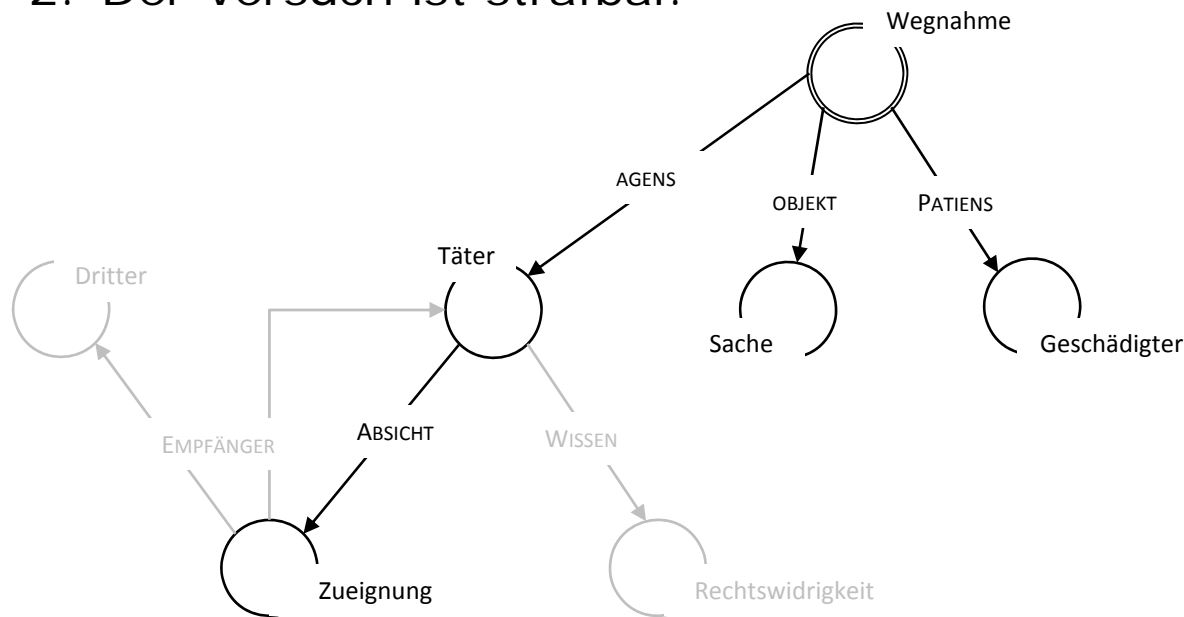 2. Der Versuch ist strafbar.
Wegnahme
AGENS
OBJEKT
PATIENS
Täter
Dritter
Sache
Geschädigter
EMPFÄNGER
ABSICHT
WISSEN
Zueignung
Rechtswidrigkeit